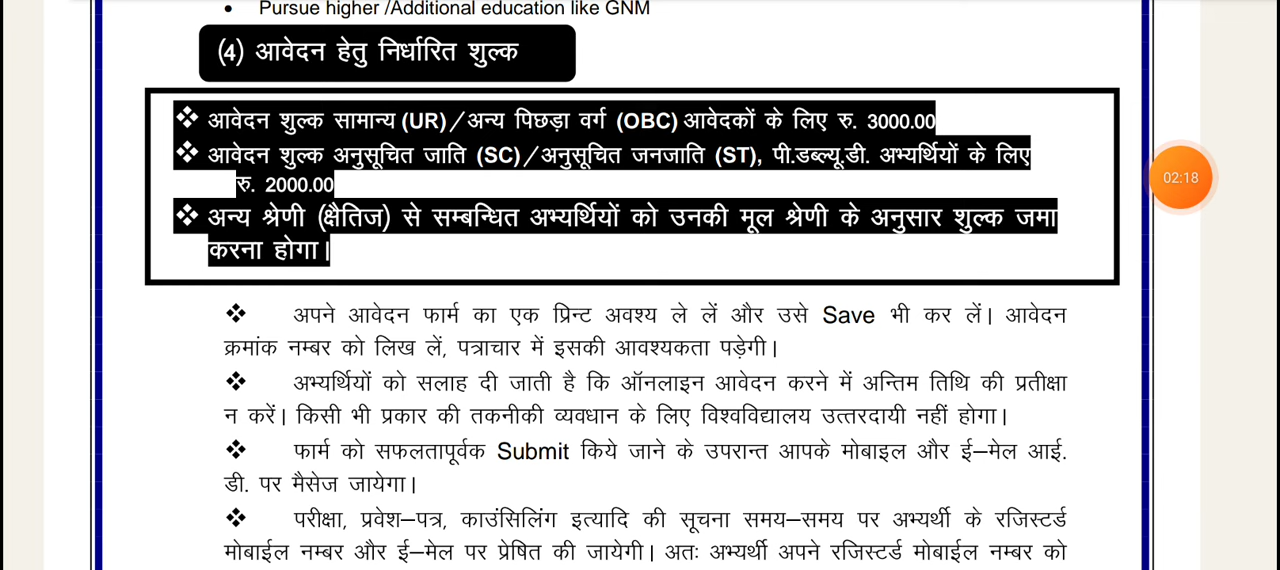 • Pursue higher /Additional education like GNM
(4) आवेदन हेतु निर्धारित शुल्क
❖ आवेदन शुल्क सामान्य (UR)/अन्य पिछड़ा वर्ग (OBC) आवेदकों के लिए रु. 3000.00
❖ आवेदन शुल्क अनुसूचित जाति (SC)/अनुसूचित जनजाति (ST), पी.डब्ल्यू.डी. अभ्यर्थियों के लिए
रु. 2000.00
❖ अन्य श्रेणी (क्षैतिज) से सम्बन्धित अभ्यर्थियों को उनकी मूल श्रेणी के अनुसार शुल्क जमा
करना होगा।
02:18
❖ अपने आवेदन फार्म का एक प्रिन्ट अवश्य ले लें और उसे Save भी कर लें। आवेदन
क्रमांक नम्बर को लिख लें, पत्राचार में इसकी आवश्यकता पड़ेगी।
❖ अभ्यर्थियों को सलाह दी जाती है कि ऑनलाइन आवेदन करने में अन्तिम तिथि की प्रतीक्षा
न करें। किसी भी प्रकार की तकनीकी व्यवधान के लिए विश्वविद्यालय उत्तरदायी नहीं होगा।
❖ फार्म को सफलतापूर्वक Submit किये जाने के उपरान्त आपके मोबाइल और ई–मेल आई.
डी. पर मैसेज जायेगा।
❖ परीक्षा, प्रवेश–पत्र, काउंसिलिंग इत्यादि की सूचना समय–समय पर अभ्यर्थी के रजिस्टर्ड
मोबाईल नम्बर और ई–मेल पर प्रेषित की जायेगी। अतः अभ्यर्थी अपने रजिस्टर्ड मोबाईल नम्बर को